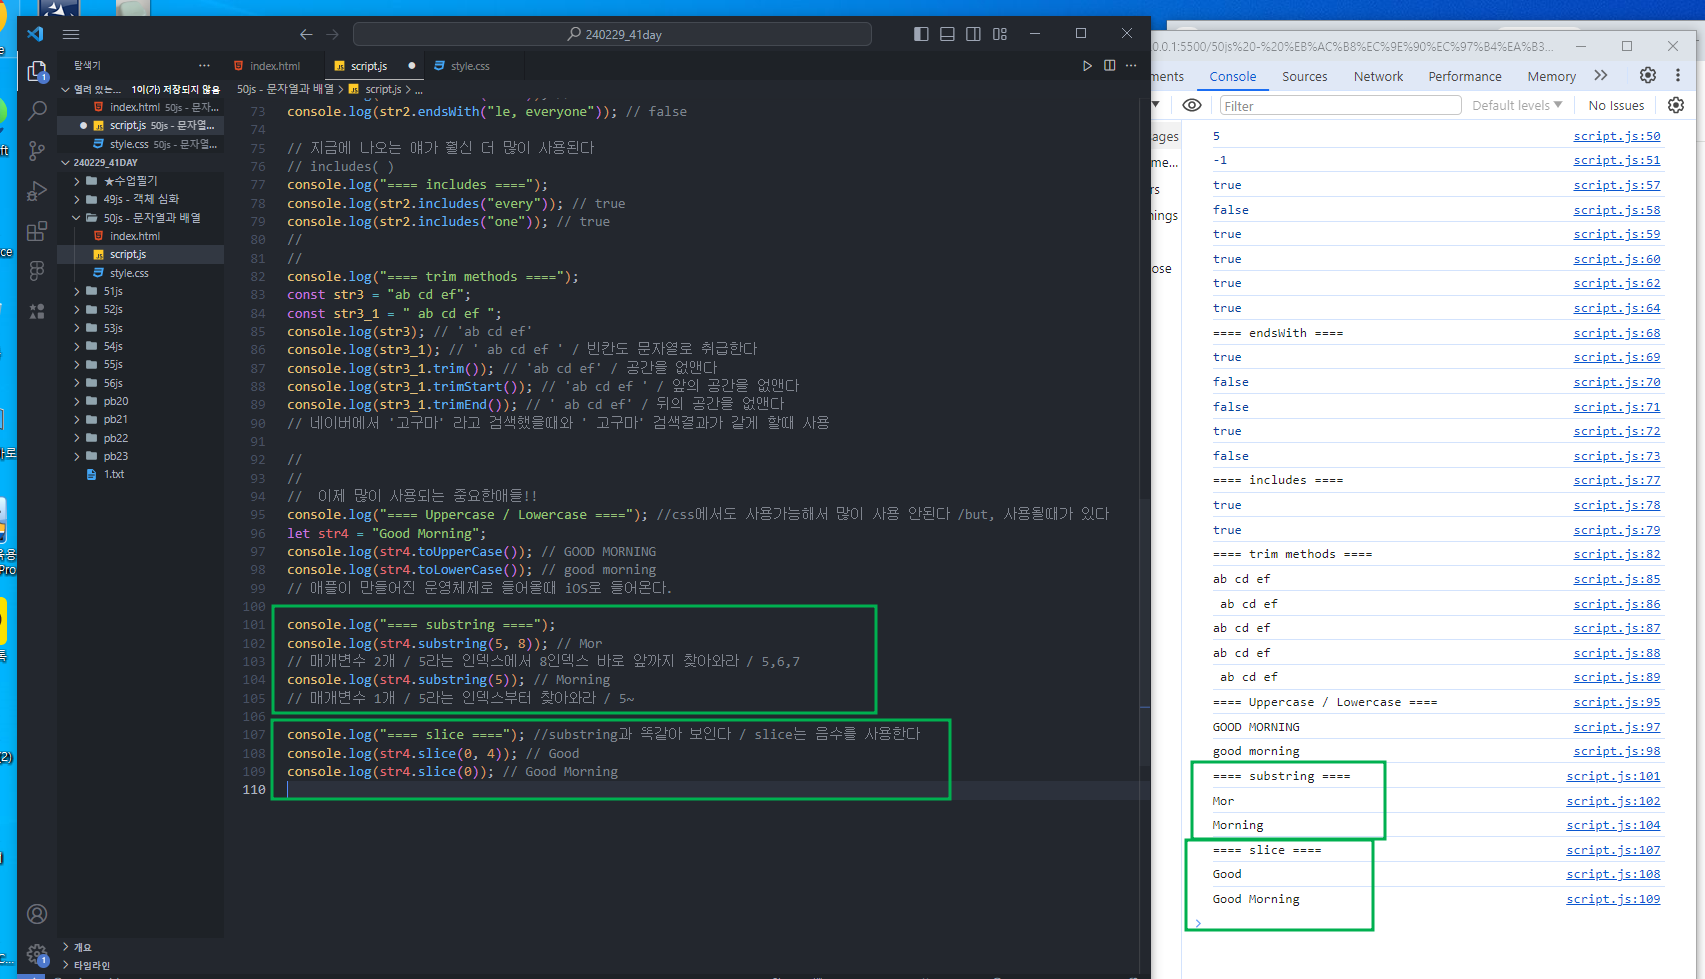 240229_41day
탐색기
열려 있는... 1이(가) 저장되지 않음
index.html 50js - 문자...
script.js 50js - 문자열...
style.css 50js - 문자열...
240229_41DAY
★수업필기
49js - 객체 심화
50js - 문자열과 배열
index.html
script.js
style.css
51js
52js
53js
54js
55js
56js
pb20
pb21
pb22
pb23
1.txt
개요
타임라인
index.html
script.js
style.css
50js - 문자열과 배열 > script.js > ...
73 console.log(str2.endsWith("le, everyone")); // false
74
75 // 지금에 나오는 얘가 훨신 더 많이 사용된다
76 // includes( )
77 console.log("==== includes ====");
78 console.log(str2.includes("every")); // true
79 console.log(str2.includes("one")); // true
80 //
81 //
82 console.log("==== trim methods ====");
83 const str3 = "ab cd ef";
84 const str3_1 = " ab cd ef ";
85 console.log(str3); // 'ab cd ef'
86 console.log(str3_1); // ' ab cd ef ' / 빈칸도 문자열로 취급한다
87 console.log(str3_1.trim()); // 'ab cd ef' / 공간을 없앤다
88 console.log(str3_1.trimStart()); // 'ab cd ef ' / 앞의 공간을 없앤다
89 console.log(str3_1.trimEnd()); // ' ab cd ef' / 뒤의 공간을 없앤다
90 // 네이버에서 '고구마' 라고 검색했을때와 ' 고구마' 검색결과가 같게 할때 사용
91
92 //
93 //
94 // 이제 많이 사용되는 중요한애들!!
95 console.log("==== Uppercase / Lowercase ===="); //css에서도 사용가능해서 많이 사용 안된다 /but, 사용될때가 있다
96 let str4 = "Good Morning";
97 console.log(str4.toUpperCase()); // GOOD MORNING
98 console.log(str4.toLowerCase()); // good morning
99 // 애플이 만들어진 운영체제로 들어올때 iOS로 들어온다.
100
101 console.log("==== substring ====");
102 console.log(str4.substring(5, 8)); // Mor
103 // 매개변수 2개 / 5라는 인덱스에서 8인덱스 바로 앞까지 찾아와라 / 5,6,7
104 console.log(str4.substring(5)); // Morning
105 // 매개변수 1개 / 5라는 인덱스부터 찾아와라 / 5~
106
107 console.log("==== slice ===="); //substring과 똑같아 보인다 / slice는 음수를 사용한다
108 console.log(str4.slice(0, 4)); // Good
109 console.log(str4.slice(0)); // Good Morning
110
0.0.1:5500/50js%20-%20%EB%AC%B8%EC%9E%90%EC%97%B4%EA%B3...
ments Console Sources Network Performance Memory
Filter Default levels No Issues
5 script.js:50
-1 script.js:51
true script.js:57
false script.js:58
true script.js:59
true script.js:60
true script.js:62
true script.js:64
==== endsWith ==== script.js:68
true script.js:69
false script.js:70
false script.js:71
true script.js:72
false script.js:73
==== includes ==== script.js:77
true script.js:78
true script.js:79
==== trim methods ==== script.js:82
ab cd ef script.js:85
 ab cd ef script.js:86
ab cd ef script.js:87
ab cd ef script.js:88
 ab cd ef script.js:89
==== Uppercase / Lowercase ==== script.js:95
GOOD MORNING script.js:97
good morning script.js:98
==== substring ==== script.js:101
Mor script.js:102
Morning script.js:104
==== slice ==== script.js:107
Good script.js:108
Good Morning script.js:109